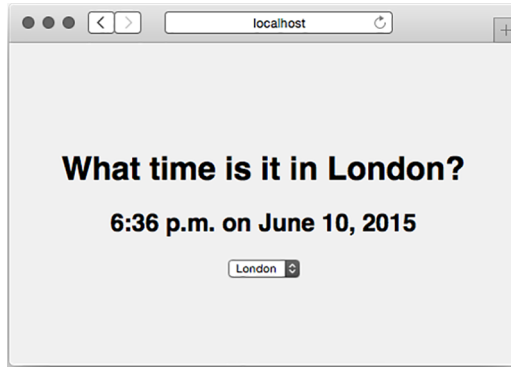 localhost
What time is it in London?
6:36 p.m. on June 10, 2015
London